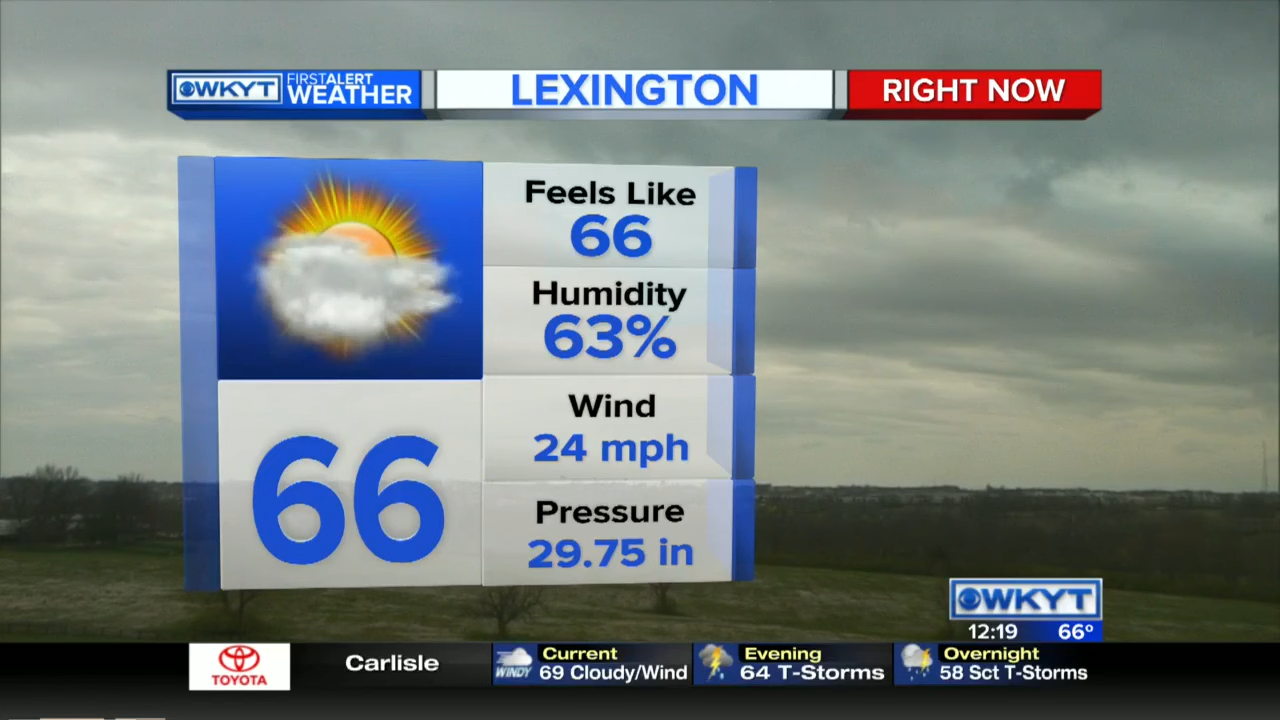 WKYT FIRST ALERT WEATHER
LEXINGTON
RIGHT NOW
Feels Like
66
Humidity
63%
66
Wind
24 mph
Pressure
29.75 in
WKYT
12:19 66°
TOYOTA
Carlisle
WINDY
Current
69 Cloudy/Wind
Evening
64 T-Storms
Overnight
58 Sct T-Storms